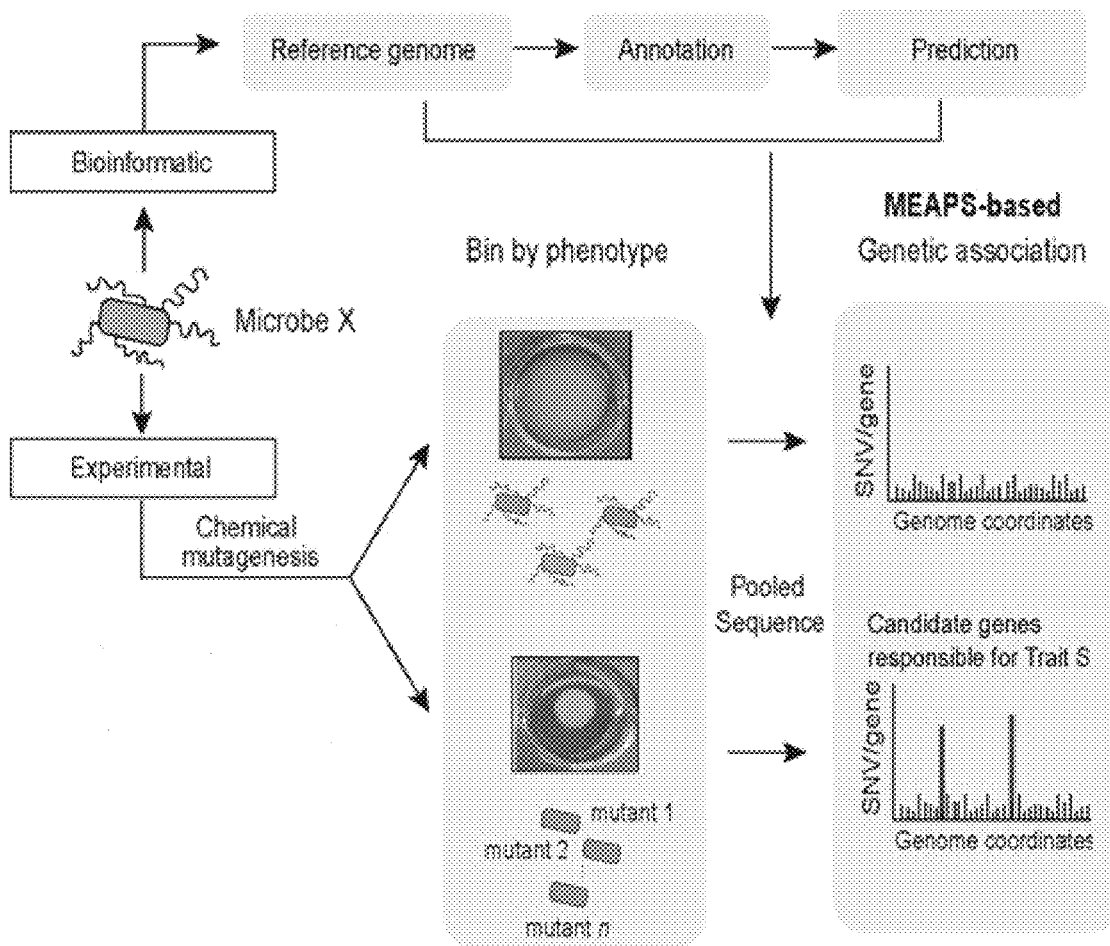 Reference genome
Annotation
Prediction
Bioinformatic
MEAPS-based
Genetic association
Bin by phenotype
Microbe X
Experimental
Chemical
mutagenesis
SNV/gene
Genome coordinates
Pooled
Sequence
Candidate genes
responsible for Trait S
SNV/gene
Genome coordinates
mutant 1
mutant 2
mutant n